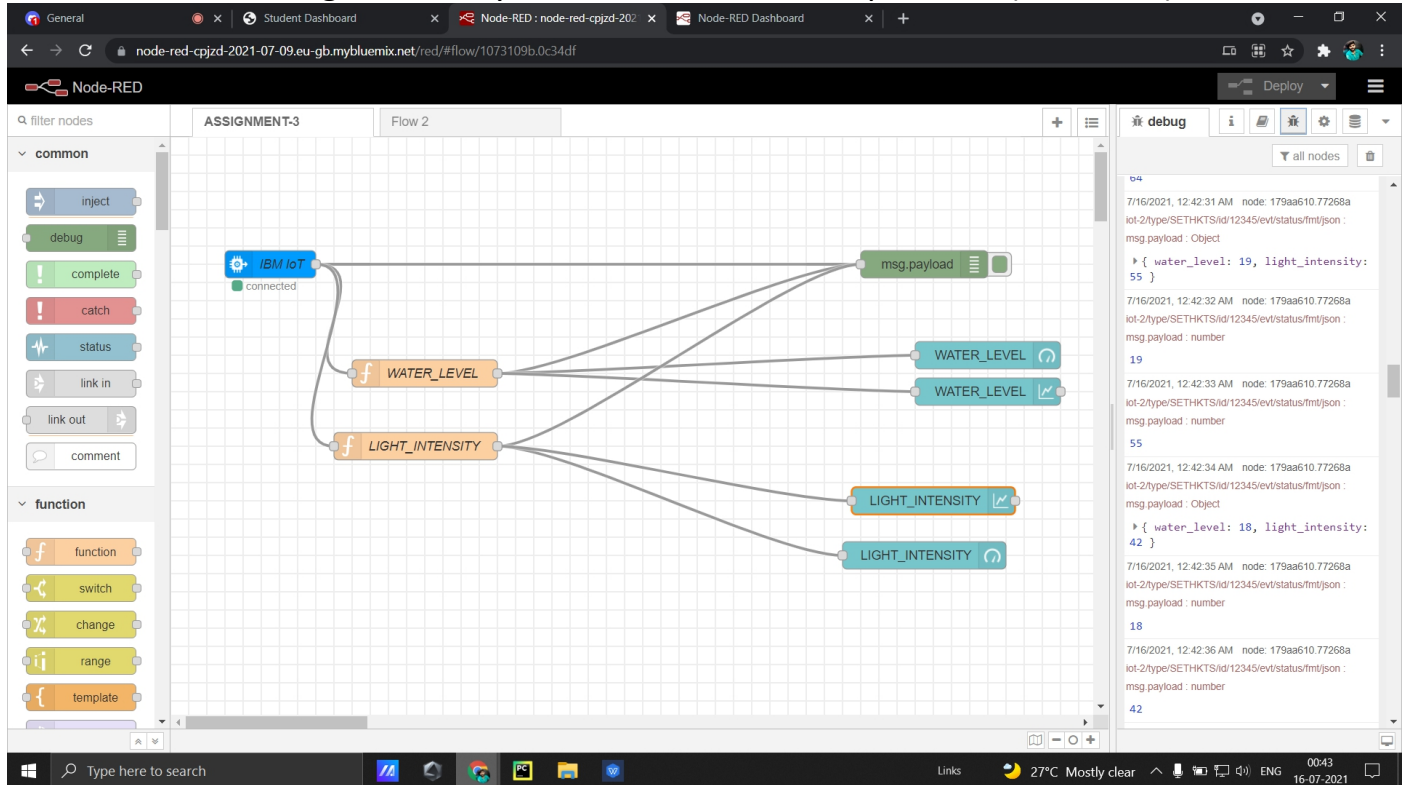 General
Student Dashboard
Node-RED : node-red-cpjzd-202
Node-RED Dashboard
node-red-cpjzd-2021-07-09.eu-gb.mybluemix.net/red/#flow/1073109b.0c34df
Node-RED
Deploy
filter nodes
ASSIGNMENT-3
Flow 2
debug
all nodes
common
inject
debug
complete
catch
status
link in
link out
comment
function
function
switch
change
range
template
IBM IoT
connected
msg.payload
WATER_LEVEL
WATER_LEVEL
WATER_LEVEL
LIGHT_INTENSITY
LIGHT_INTENSITY
LIGHT_INTENSITY
64
7/16/2021, 12:42:31 AM node: 179aa610.77268a
iot-2/type/SETHKTS/id/12345/evt/status/fmt/json :
msg.payload : Object
{ water_level: 19, light_intensity:
55 }
7/16/2021, 12:42:32 AM node: 179aa610.77268a
iot-2/type/SETHKTS/id/12345/evt/status/fmt/json :
msg.payload : number
19
7/16/2021, 12:42:33 AM node: 179aa610.77268a
iot-2/type/SETHKTS/id/12345/evt/status/fmt/json :
msg.payload : number
55
7/16/2021, 12:42:34 AM node: 179aa610.77268a
iot-2/type/SETHKTS/id/12345/evt/status/fmt/json :
msg.payload : Object
{ water_level: 18, light_intensity:
42 }
7/16/2021, 12:42:35 AM node: 179aa610.77268a
iot-2/type/SETHKTS/id/12345/evt/status/fmt/json :
msg.payload : number
18
7/16/2021, 12:42:36 AM node: 179aa610.77268a
iot-2/type/SETHKTS/id/12345/evt/status/fmt/json :
msg.payload : number
42
Type here to search
Links
27°C Mostly clear
ENG
00:43
16-07-2021